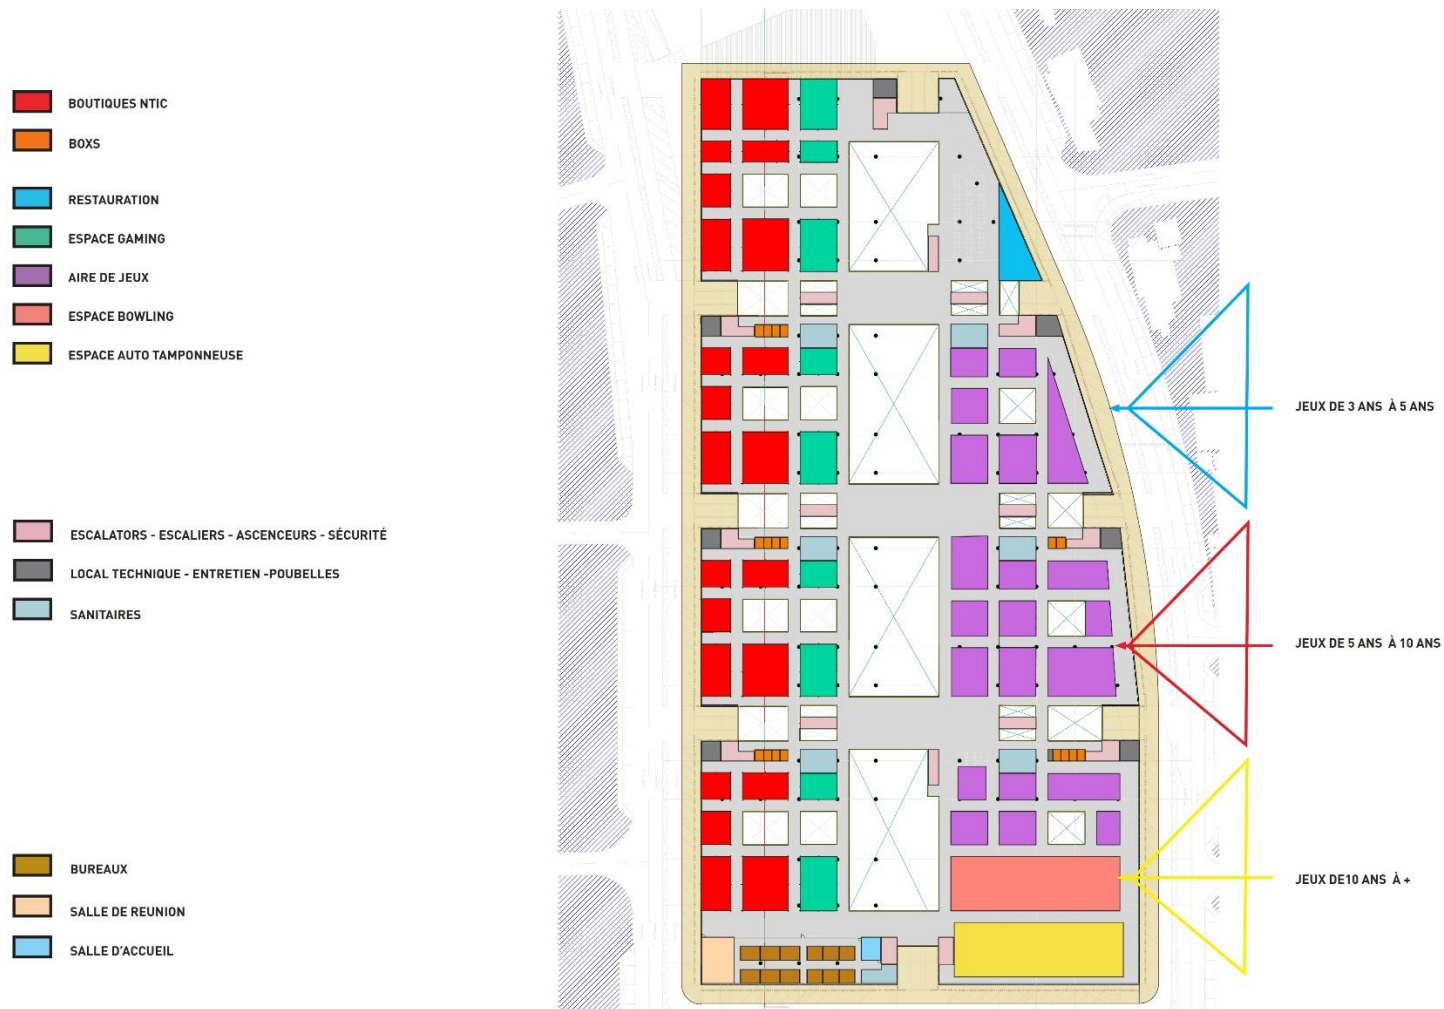 BOUTIQUES NTIC
BOXS
RESTAURATION
ESPACE GAMING
AIRE DE JEUX
ESPACE BOWLING
ESPACE AUTO TAMPONNEUSE
ESCALATORS - ESCALIERS - ASCENCEURS - SÉCURITÉ
LOCAL TECHNIQUE - ENTRETIEN -POUBELLES
SANITAIRES
BUREAUX
SALLE DE REUNION
SALLE D'ACCUEIL
JEUX DE 3 ANS À 5 ANS
JEUX DE 5 ANS À 10 ANS
JEUX DE10 ANS À +